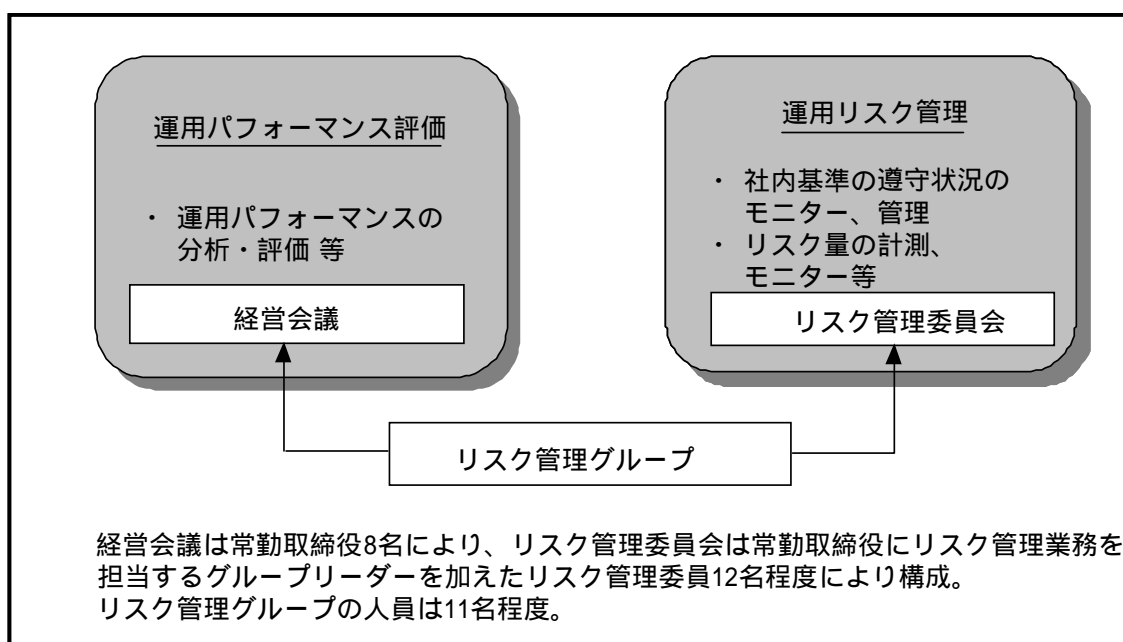 運用パフォーマンス評価
・ 運用パフォーマンスの
分析・評価 等
経営会議
運用リスク管理
・ 社内基準の遵守状況の
モニター、管理
・ リスク量の計測、
モニター等
リスク管理委員会
リスク管理グループ
経営会議は常勤取締役8名により、リスク管理委員会は常勤取締役にリスク管理業務を
担当するグループリーダーを加えたリスク管理委員12名程度により構成。
リスク管理グループの人員は11名程度。